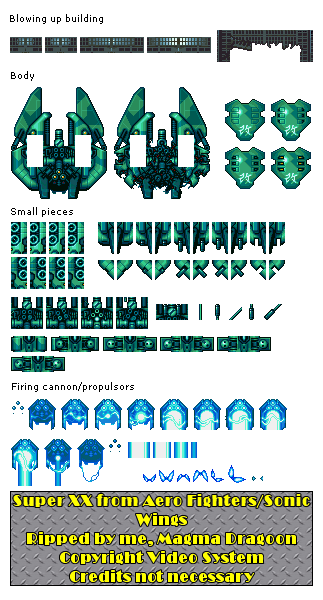 Blowing up building
Body
Small pieces
Firing cannon/propulsors
Super XX from Aero Fighters/Sonic
Wings
Ripped by me, Magma Dragoon
Copyright Video System
Credits not necessary